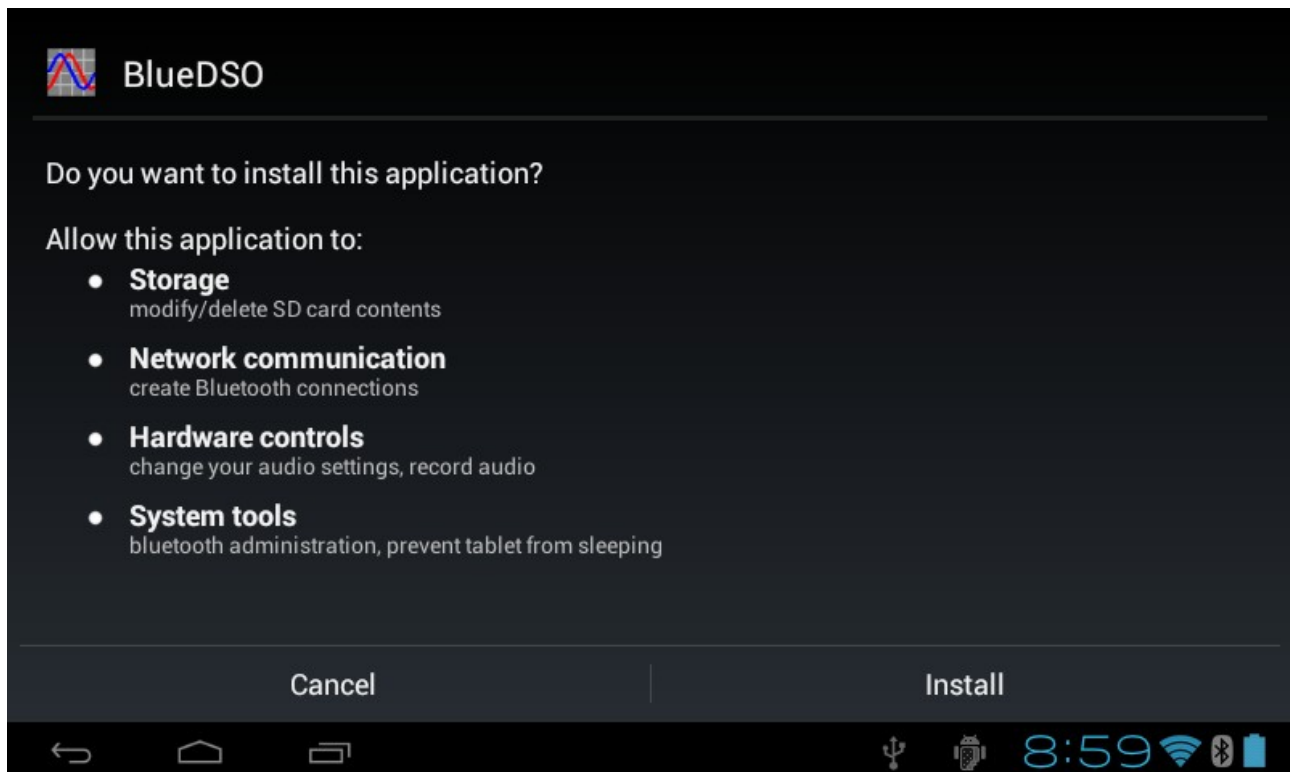 BlueDSO
Do you want to install this application?
Allow this application to:
Storage
modify/delete SD card contents
Network communication
create Bluetooth connections
Hardware controls
change your audio settings, record audio
System tools
bluetooth administration, prevent tablet from sleeping
Cancel
Install
8:59